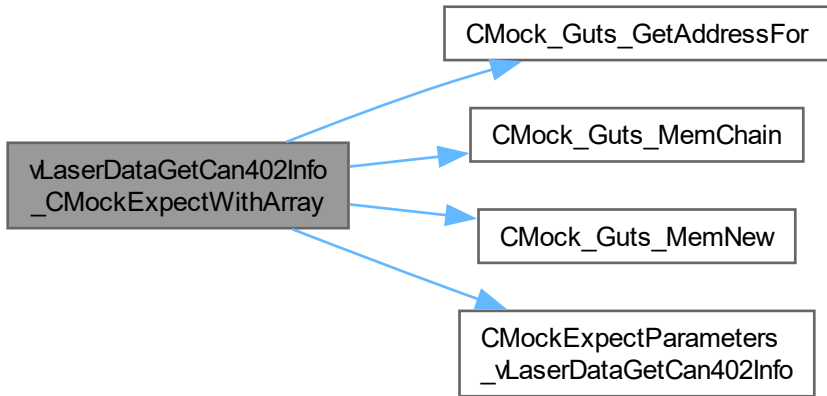 CMock_Guts_GetAddressFor
CMock_Guts_MemChain
vLaserDataGetCan402Info
_CMockExpectWithArray
CMock_Guts_MemNew
CMockExpectParameters
_vLaserDataGetCan402Info